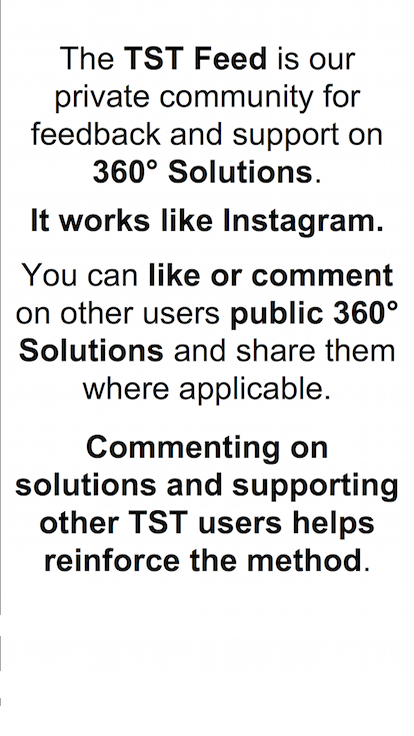 The TST Feed is our
private community for
feedback and support on
360° Solutions.
It works like Instagram.
You can like or comment
on other users public 360°
Solutions and share them
where applicable.
Commenting on
solutions and supporting
other TST users helps
reinforce the method.